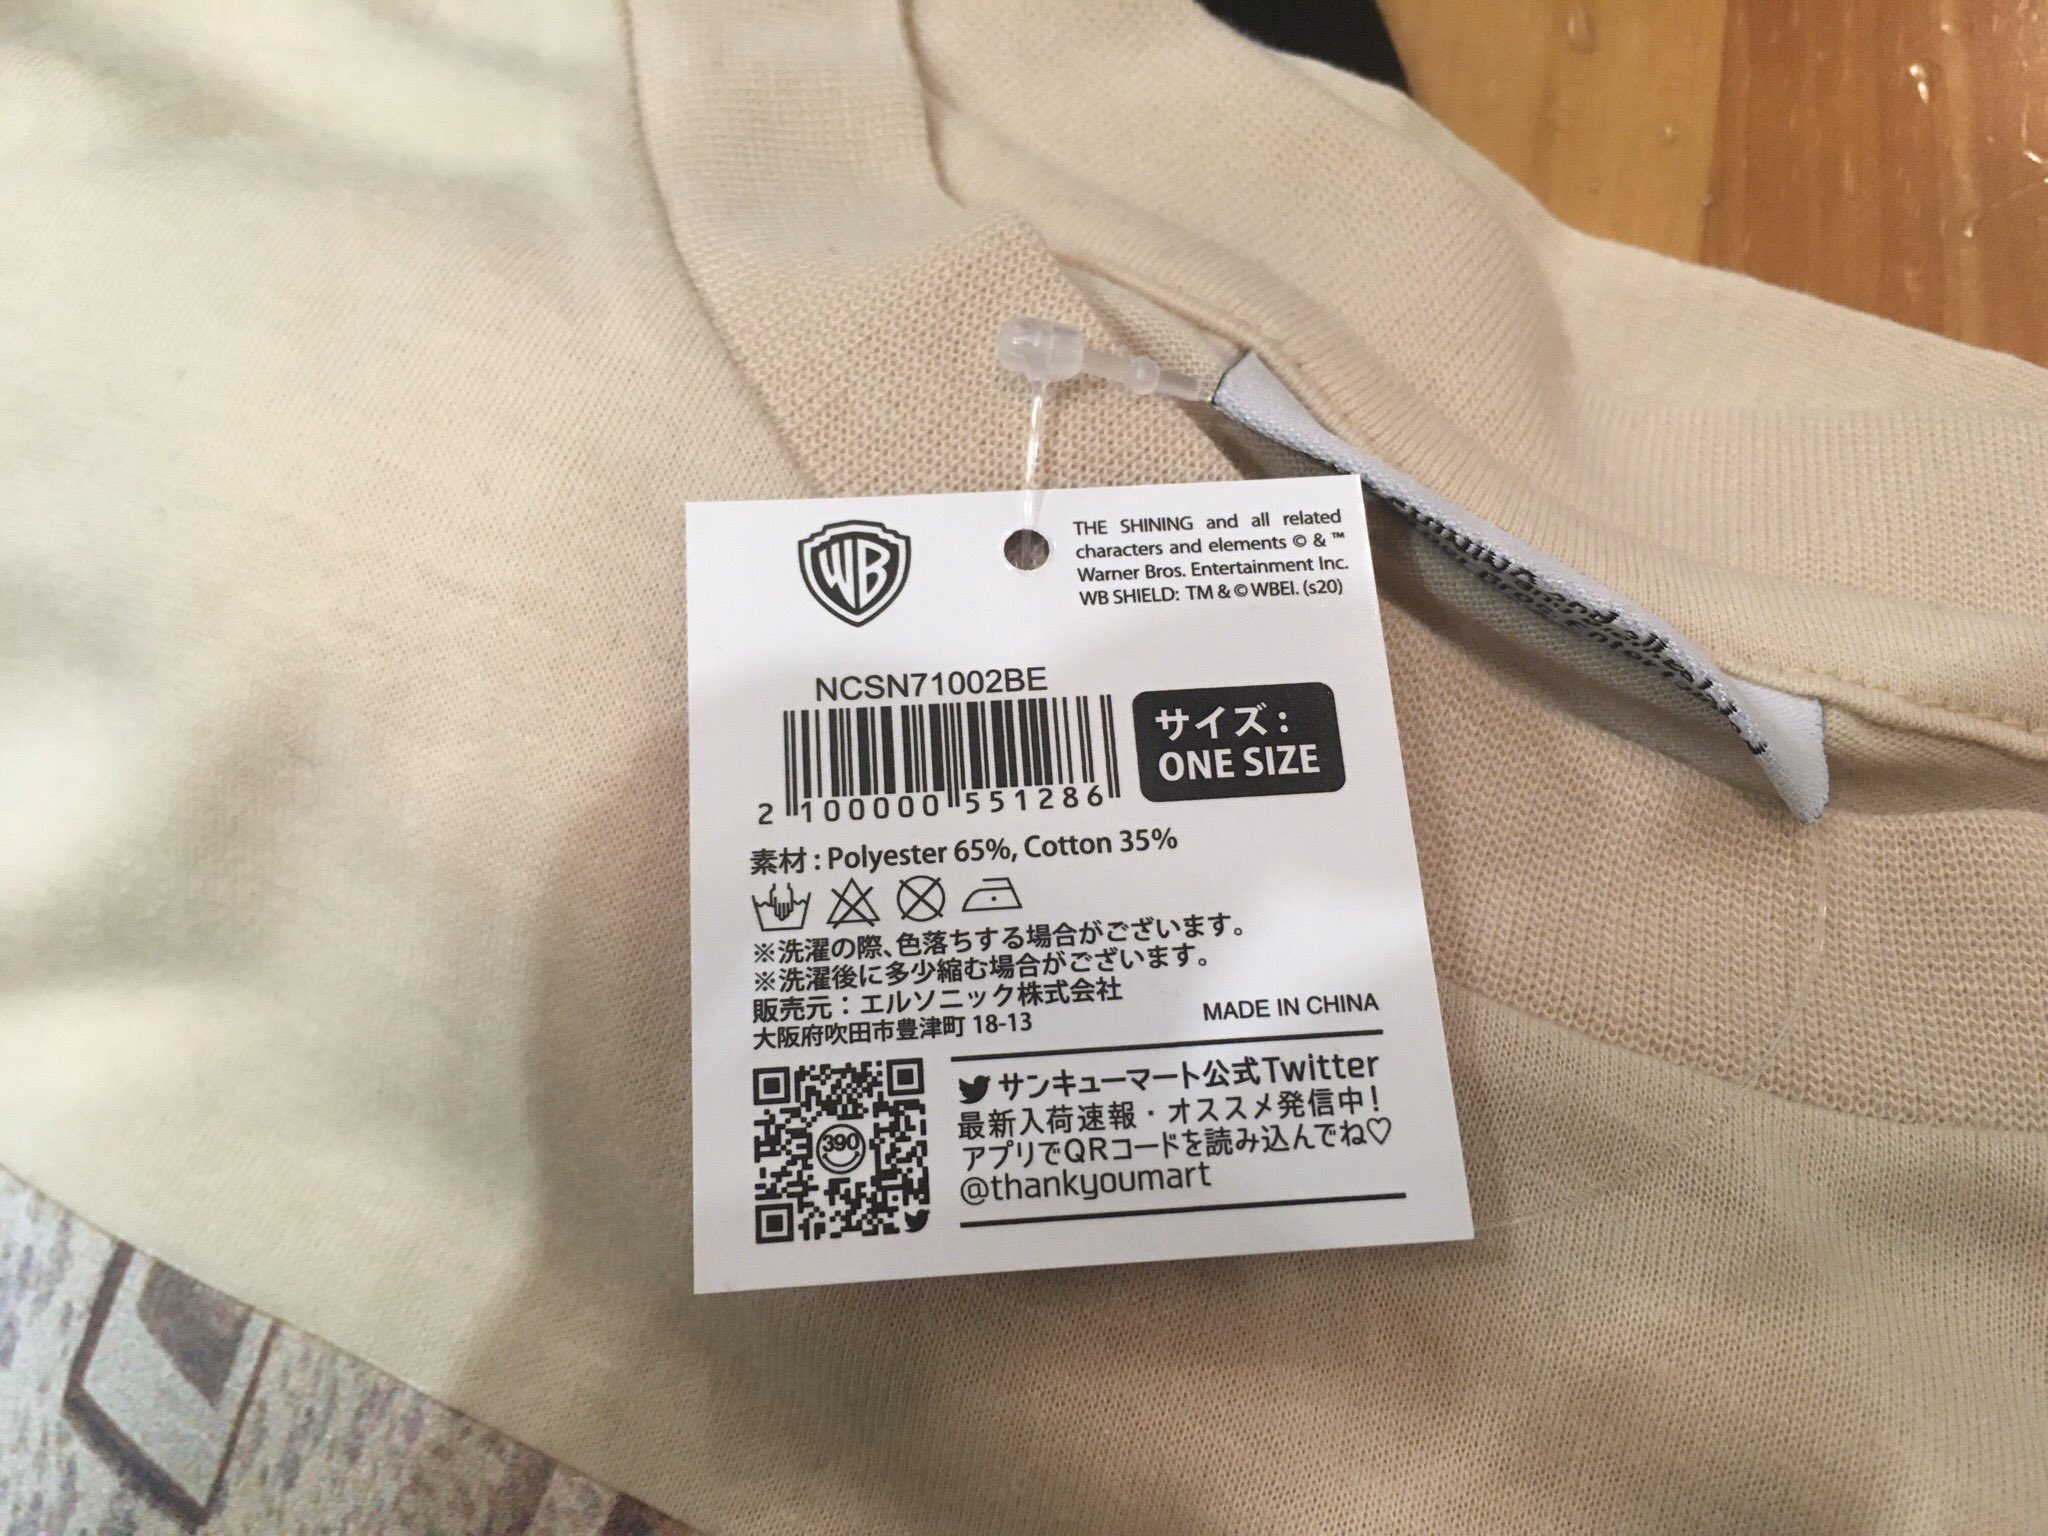 WB
THE SHINING and all related
characters and elements © & ™
Warner Bros. Entertainment Inc.
WB SHIELD: TM & © WBEI. (s20)
NCSN71002BE
2 100000 551286
サイズ：
ONE SIZE
素材 : Polyester 65%, Cotton 35%
※洗濯の際、色落ちする場合がございます。
※洗濯後に多少縮む場合がございます。
販売元：エルソニック株式会社
大阪府吹田市豊津町 18-13
MADE IN CHINA
390
サンキューマート公式Twitter
最新入荷速報・オススメ発信中！
アプリでQRコードを読み込んでね♡
@thankyoumart